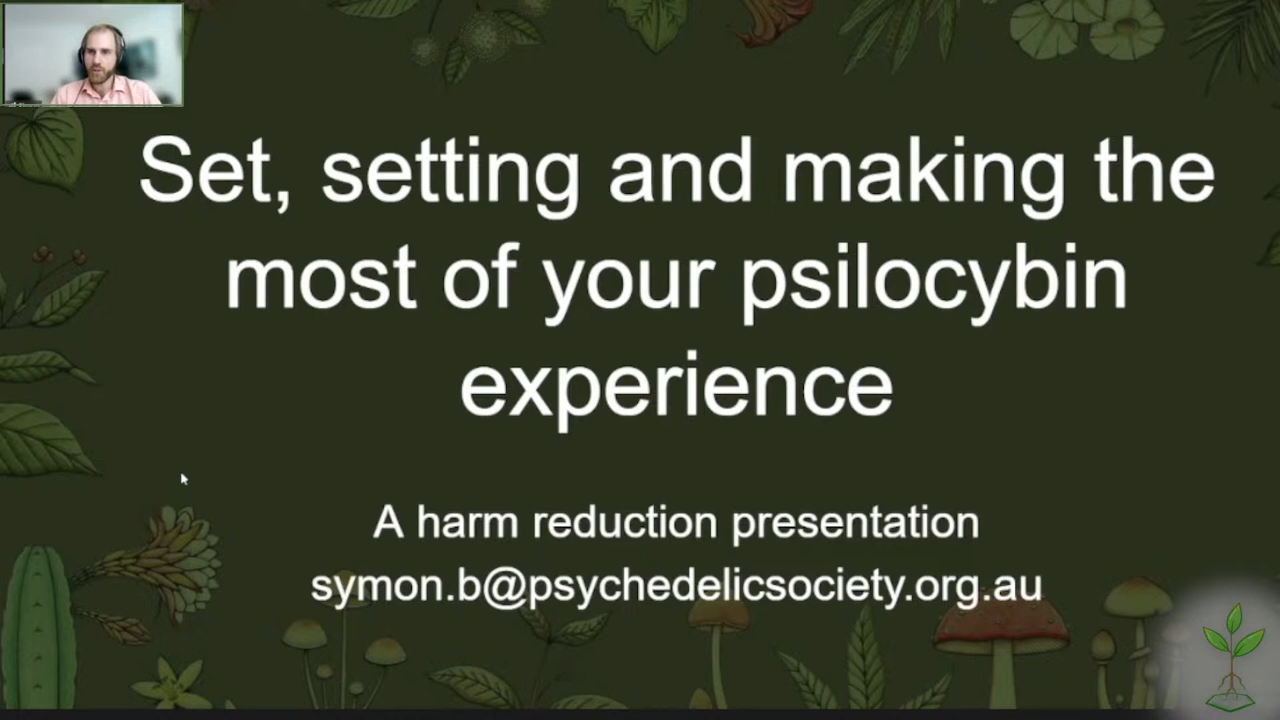 Set, setting and making the
most of your psilocybin
experience
A harm reduction presentation
symon.b@psychedelicsociety.org.au